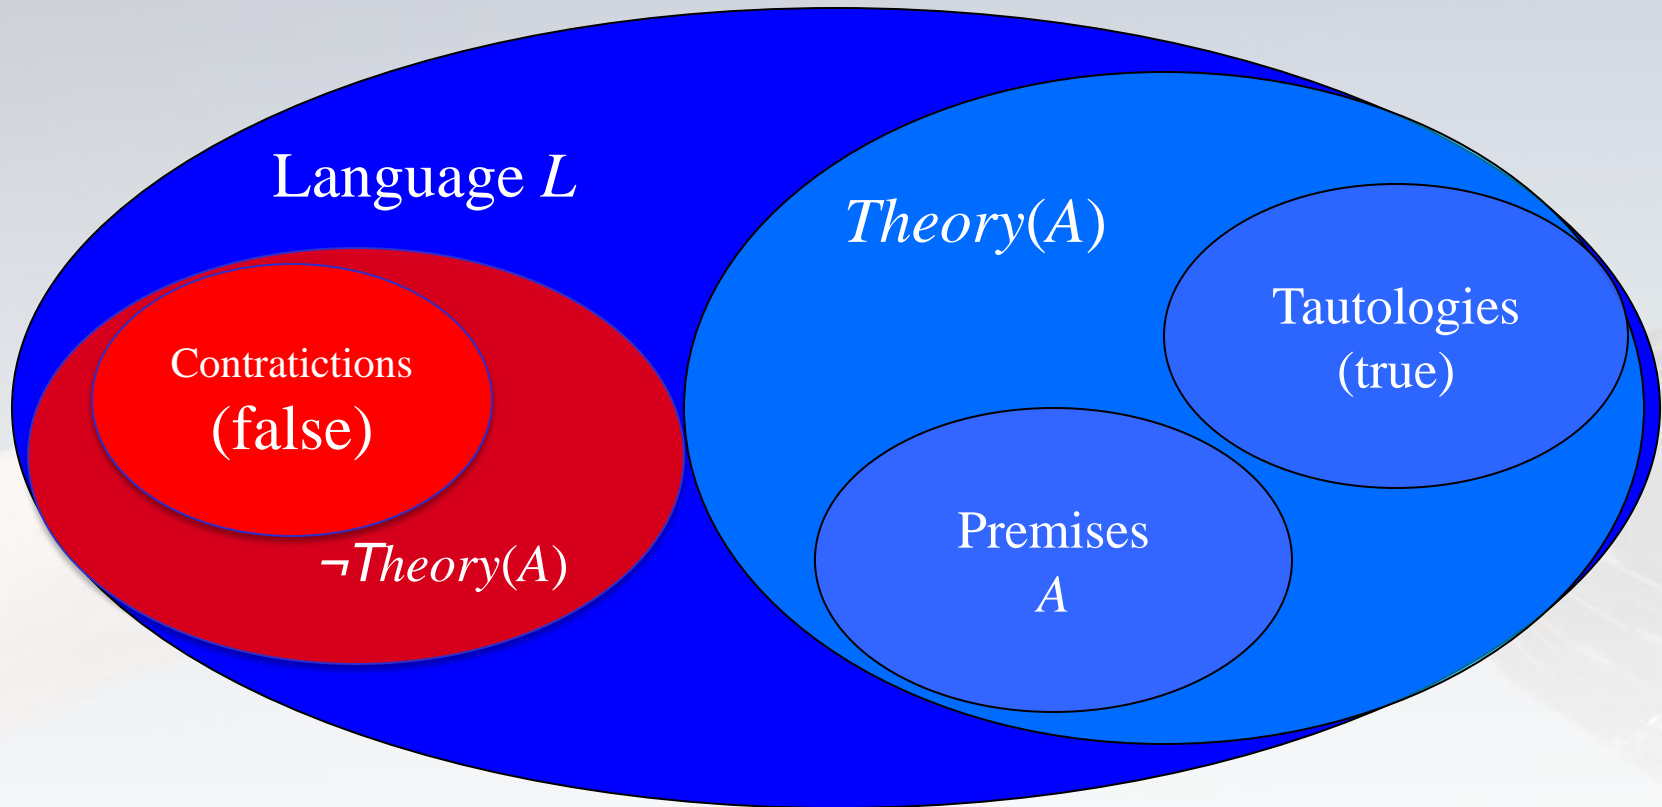 Language L
Theory(A)
Tautologies
(true)
Contratictions
(false)
Premises
A
¬Theory(A)